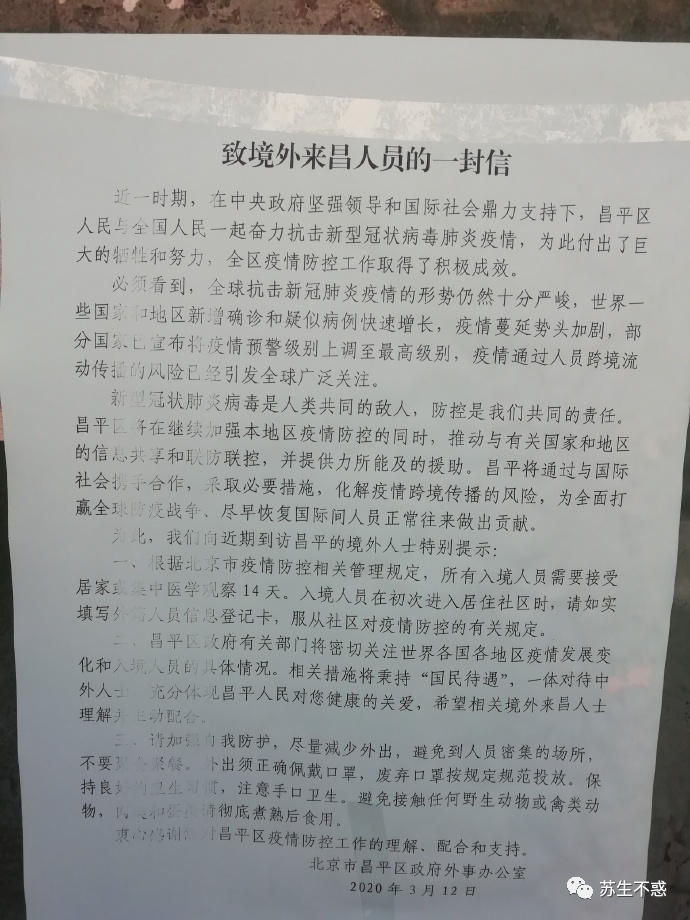 致境外来昌人员的一封信
近一时期，在中央政府坚强领导和国际社会鼎力支持下，昌平区
人民与全国人民一起奋力抗击新型冠状病毒肺炎疫情，为此付出了巨
大的牺牲和努力，全区疫情防控工作取得了积极成效。
必须看到，全球抗击新冠肺炎疫情的形势仍然十分严峻，世界一
些国家和地区新增确诊和疑似病例快速增长，疫情蔓延势头加剧，部
分国家已宣布将疫情预警级别上调至最高级别，疫情通过人员跨境流
动传播的风险已经引发全球广泛关注。
新型冠状肺炎病毒是人类共同的敌人，防控是我们共同的责任。
昌平区将在继续加强本地区疫情防控的同时，推动与有关国家和地区
的信息共享和联防联控，并提供力所能及的援助。昌平将通过与国际
社会携手合作，采取必要措施，化解疫情跨境传播的风险，为全面打
赢全球防疫战争、尽早恢复国际间人员正常往来做出贡献。
为此，我们向近期到访昌平的境外人士特别提示：
一、根据北京市疫情防控相关管理规定，所有入境人员需要接受
居家或集中医学观察14天。入境人员在初次进入居住社区时，请如实
填写外籍人员信息登记卡，服从社区对疫情防控的有关规定。
二、昌平区政府有关部门将密切关注世界各国各地区疫情发展变
化和入境人员的具体情况。相关措施将秉持“国民待遇”，一体对待中
外人士，充分体现昌平人民对您健康的关爱，希望相关境外来昌人士
理解并主动配合。
三、请加强自我防护，尽量减少外出，避免到人员密集的场所，
不要聚餐。外出须正确佩戴口罩，废弃口罩按规定规范投放。保
持良好的卫生习惯，注意手口卫生。避免接触任何野生动物或禽类动
物，肉类和蛋类请彻底煮熟后食用。
衷心感谢您对昌平区疫情防控工作的理解、配合和支持。
北京市昌平区政府外事办公室
2020年3月12日
苏生不惑